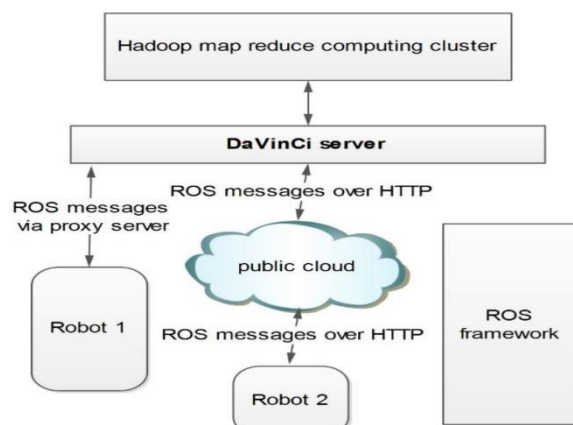 Hadoop map reduce computing cluster
DaVinCi server
ROS messages over HTTP
ROS messages
via proxy server
public cloud
Robot 1
ROS messages over HTTP
ROS
framework
Robot 2